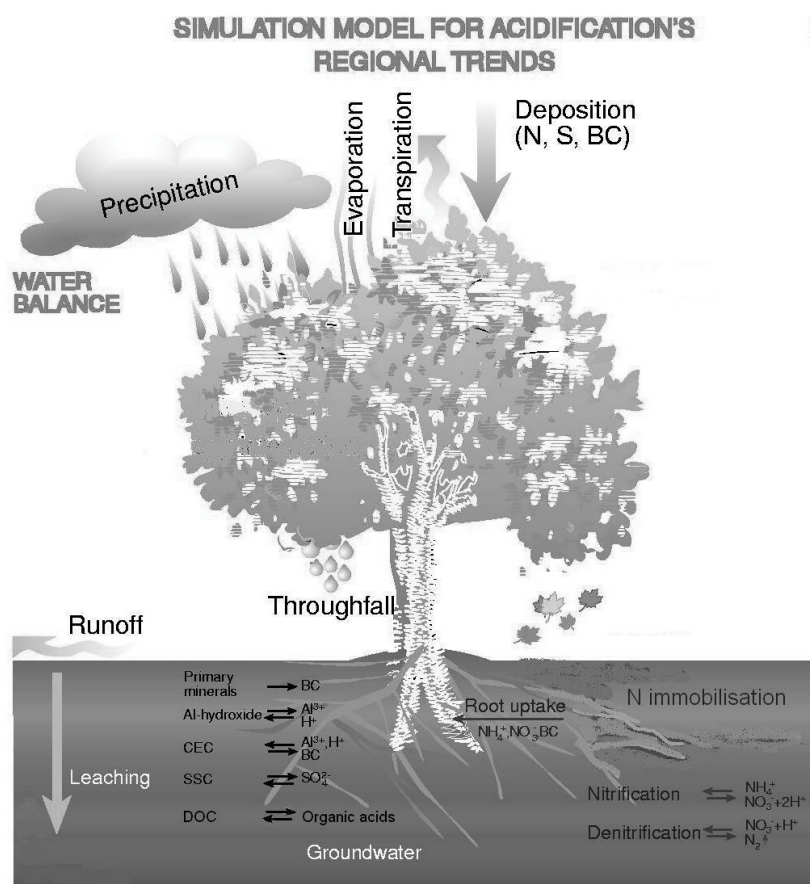 SIMULATION MODEL FOR ACIDIFICATION'S
REGIONAL TRENDS
Deposition
(N, S, BC)
Evaporation
Transpiration
Precipitation
WATER
BALANCE
Throughfall
Runoff
Leaching
Primary
minerals
BC
Al-hydroxide
Al³⁺
H⁺
CEC
Al³⁺,H⁺
BC
SSC
SO₄²⁻
DOC
Organic acids
Groundwater
Root uptake
NH₄⁺,NO₃⁻BC
N immobilisation
Nitrification
NH₄⁺
NO₃⁻+2H⁺
Denitrification
NO₃⁻+H⁺
N₂↑